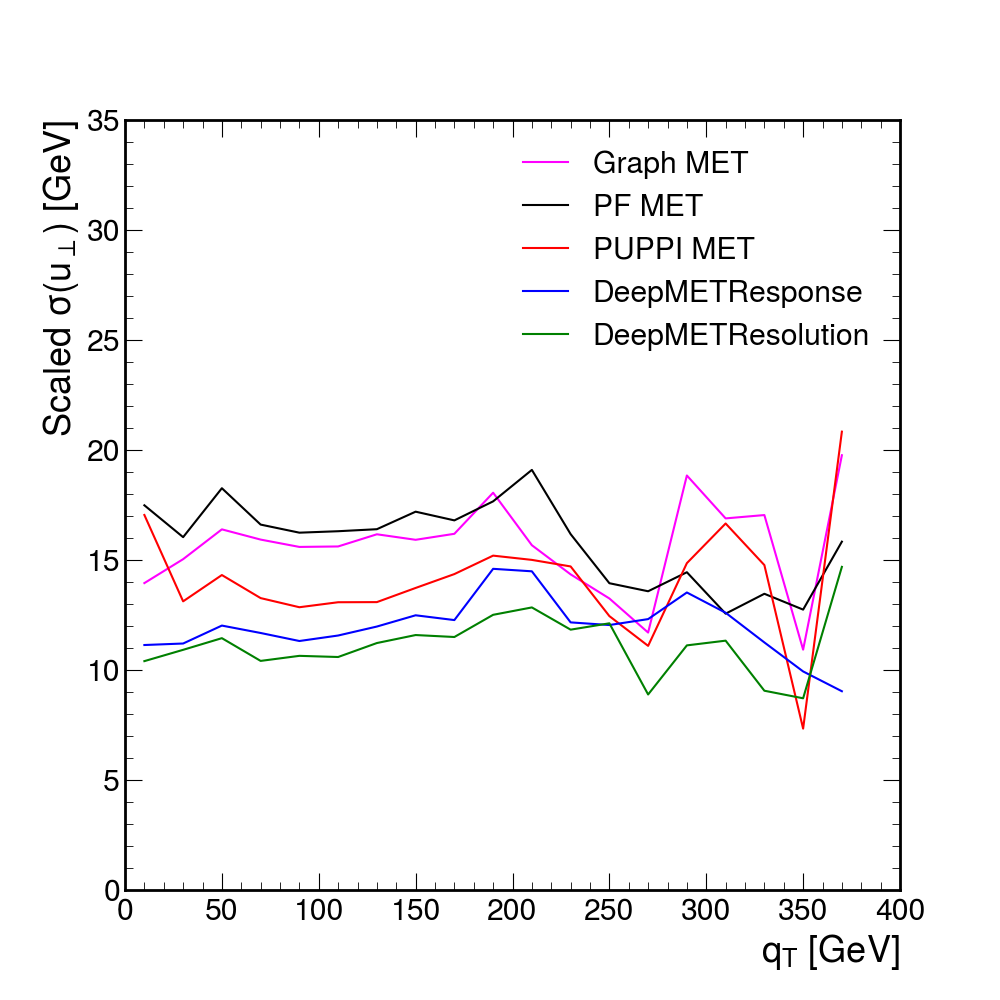 Scaled σ(u⊥) [GeV]
35
30
25
20
15
10
5
0
Graph MET
PF MET
PUPPI MET
DeepMETResponse
DeepMETResolution
0 50 100 150 200 250 300 350 400
qT [GeV]